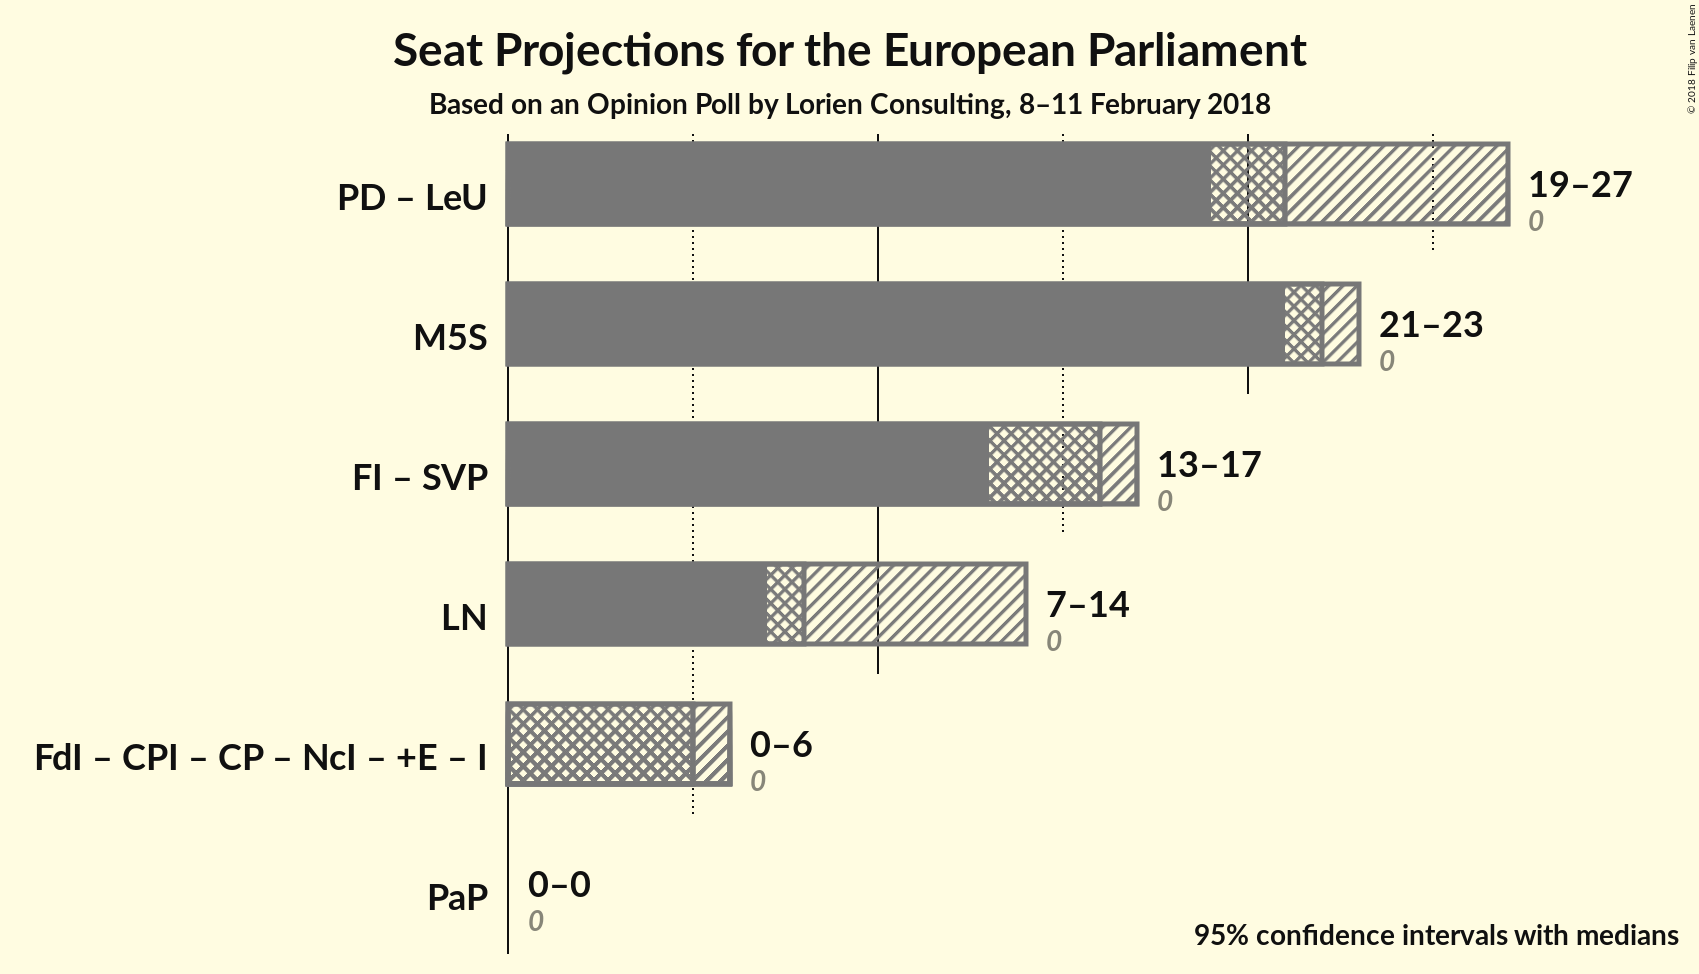 Seat Projections for the European Parliament
Based on an Opinion Poll by Lorien Consulting, 8–11 February 2018
© 2018 Filip van Laenen
PD – LeU
19–27
0
M5S
21–23
0
FI – SVP
13–17
0
LN
7–14
0
FdI – CPI – CP – NcI – +E – I
0–6
0
PaP
0–0
0
95% confidence intervals with medians